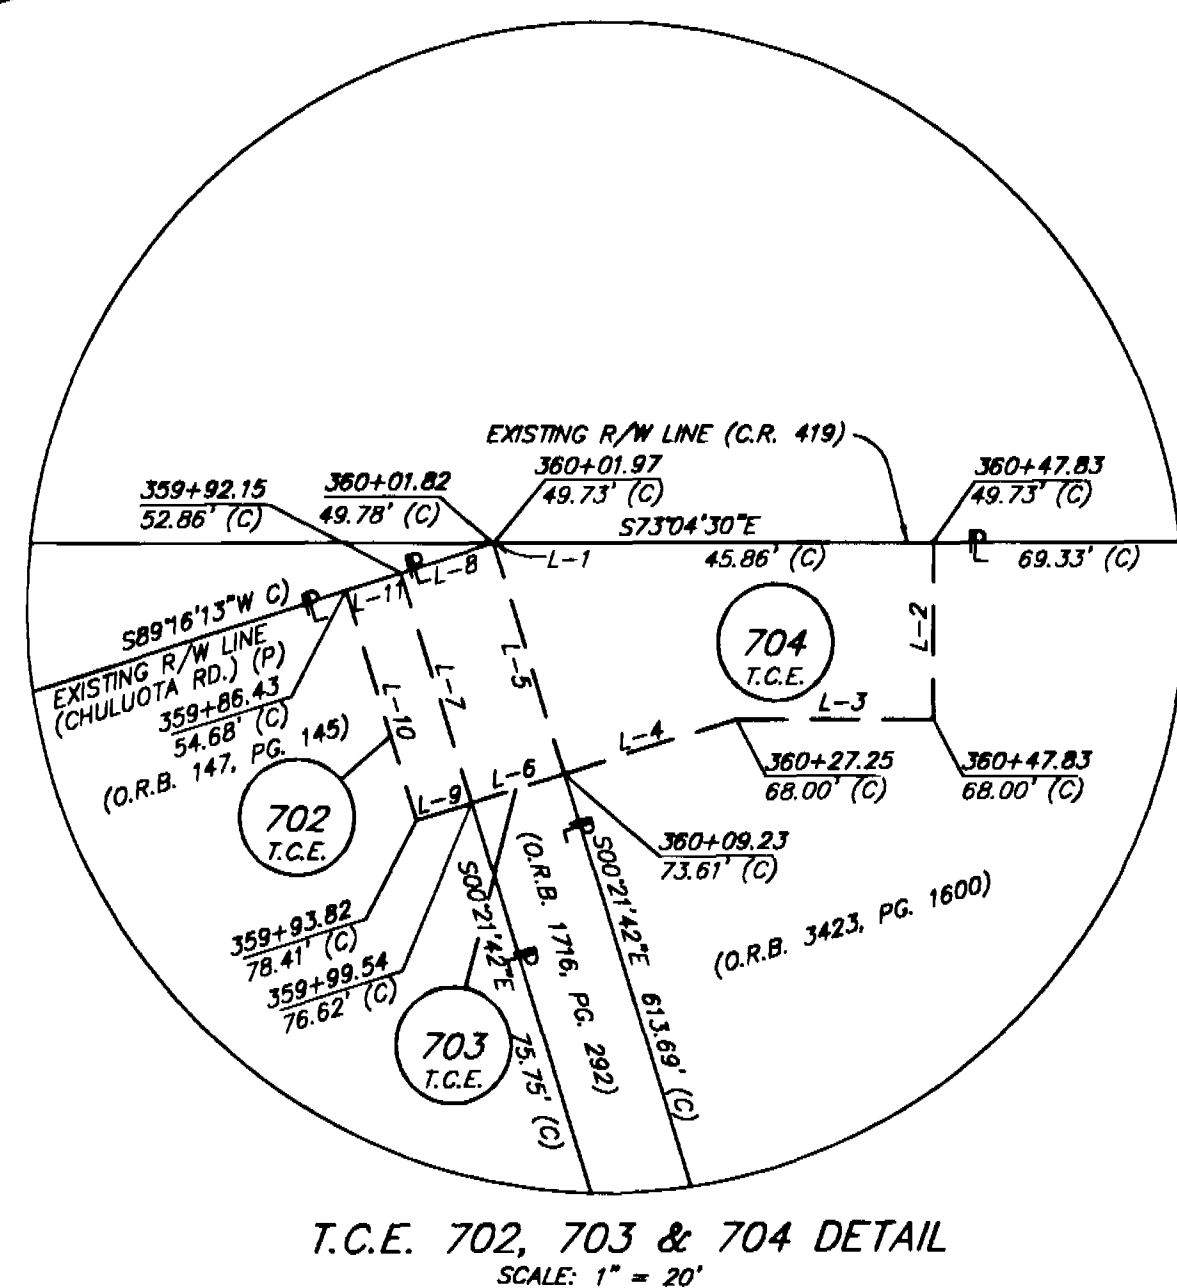 EXISTING R/W LINE (C.R. 419)
359+92.15
52.86' (C)
360+01.82
49.78' (C)
360+01.97
49.73' (C)
360+47.83
49.73' (C)
S73°04'30"E
45.86' (C)
69.33' (C)
L-1
L-8
L-11
L-2
L-5
L-7
L-10
L-3
L-4
L-6
L-9
S89°16'13"W C)
EXISTING R/W LINE
(CHULUOTA RD.) (P)
359+86.43
54.68' (C)
(O.R.B. 147, PG. 145)
704
T.C.E.
702
T.C.E.
360+27.25
68.00' (C)
360+47.83
68.00' (C)
360+09.23
73.61' (C)
359+93.82
78.41' (C)
359+99.54
76.62' (C)
S00°21'42"E
75.75' (C)
(O.R.B. 1716, PG. 292)
S00°21'42"E 613.69' (C)
(O.R.B. 3423, PG. 1600)
703
T.C.E.
PL
PL
PL
PL
PL
T.C.E. 702, 703 & 704 DETAIL
SCALE: 1" = 20'